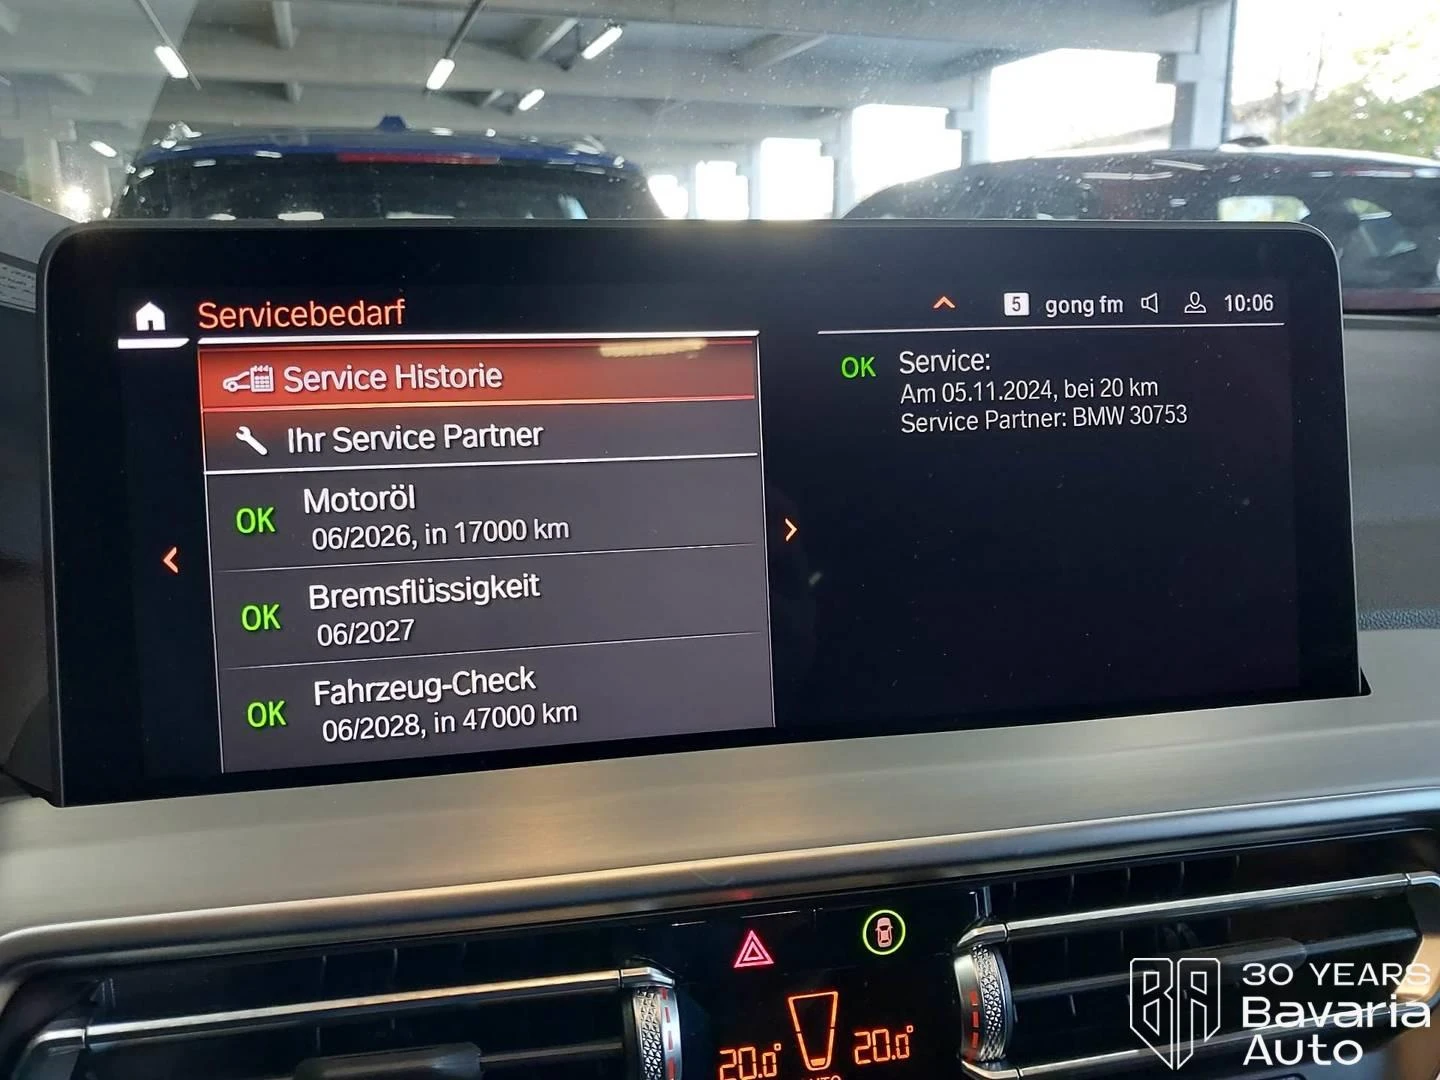 Servicebedarf
5 gong fm 10:06
Service Historie
Ihr Service Partner
OK Motoröl
06/2026, in 17000 km
OK Bremsflüssigkeit
06/2027
OK Fahrzeug-Check
06/2028, in 47000 km
OK Service:
Am 05.11.2024, bei 20 km
Service Partner: BMW 30753
20.0° 20.0°
AUTO
BA
30 YEARS
Bavaria
Auto